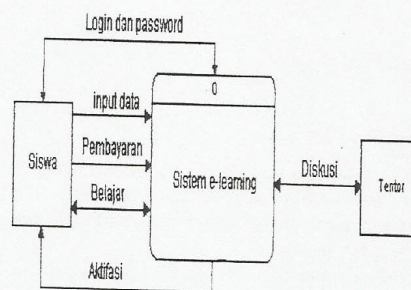 Login dan password
0
input data
Pembayaran
Siswa
Sistem e-learning
Diskusi
Tentor
Belajar
Aktifasi